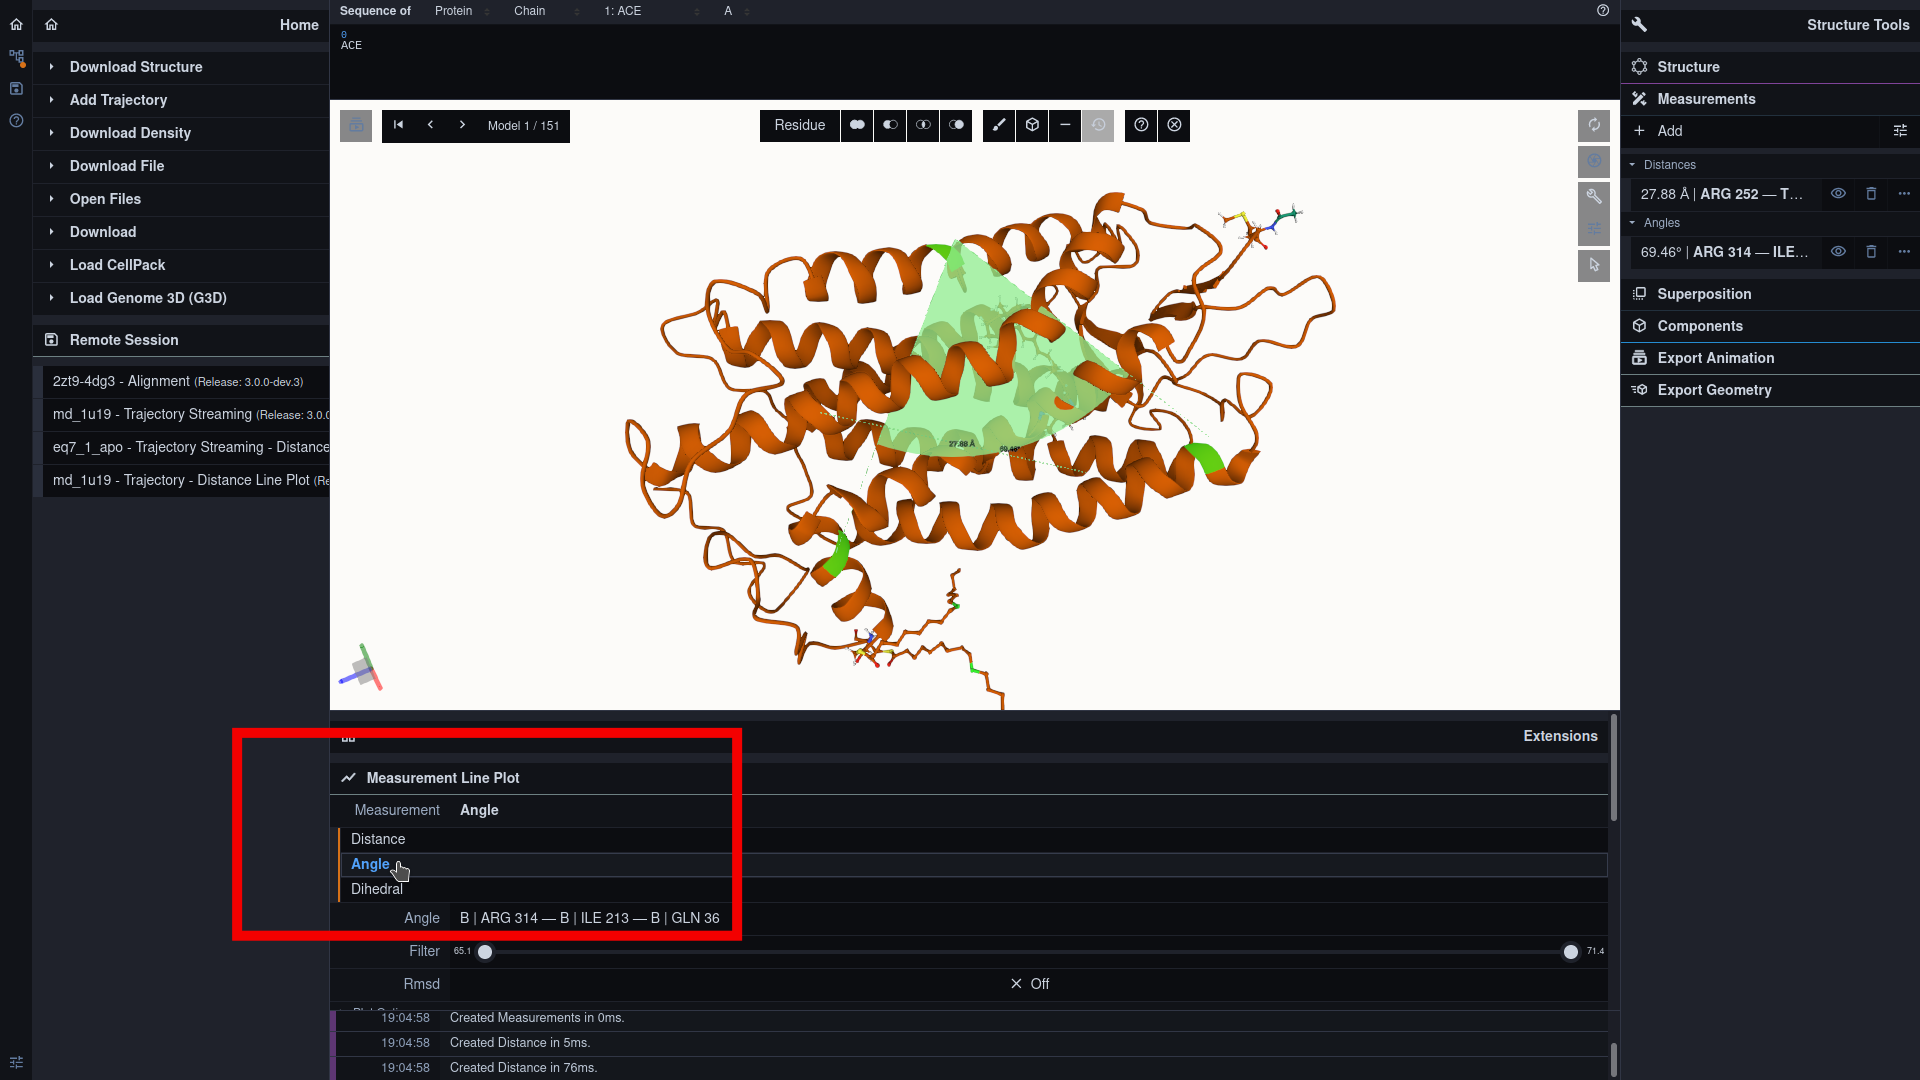 Home
Download Structure
Add Trajectory
Download Density
Download File
Open Files
Download
Load CellPack
Load Genome 3D (G3D)
Remote Session
2zt9-4dg3 - Alignment (Release: 3.0.0-dev.3)
md_1u19 - Trajectory Streaming (Release: 3.0.0
eq7_1_apo - Trajectory Streaming - Distance
md_1u19 - Trajectory - Distance Line Plot (Re
Sequence of Protein Chain 1: ACE A
0
ACE
Model 1 / 151
Residue
27.88 Å
69.46°
Extensions
Measurement Line Plot
Measurement Angle
Distance
Angle
Dihedral
Angle B | ARG 314 — B | ILE 213 — B | GLN 36
Filter 65.1 71.4
Rmsd Off
19:04:58 Created Measurements in 0ms.
19:04:58 Created Distance in 5ms.
19:04:58 Created Distance in 76ms.
Structure Tools
Structure
Measurements
Add
Distances
27.88 Å | ARG 252 — T...
Angles
69.46° | ARG 314 — ILE...
Superposition
Components
Export Animation
Export Geometry